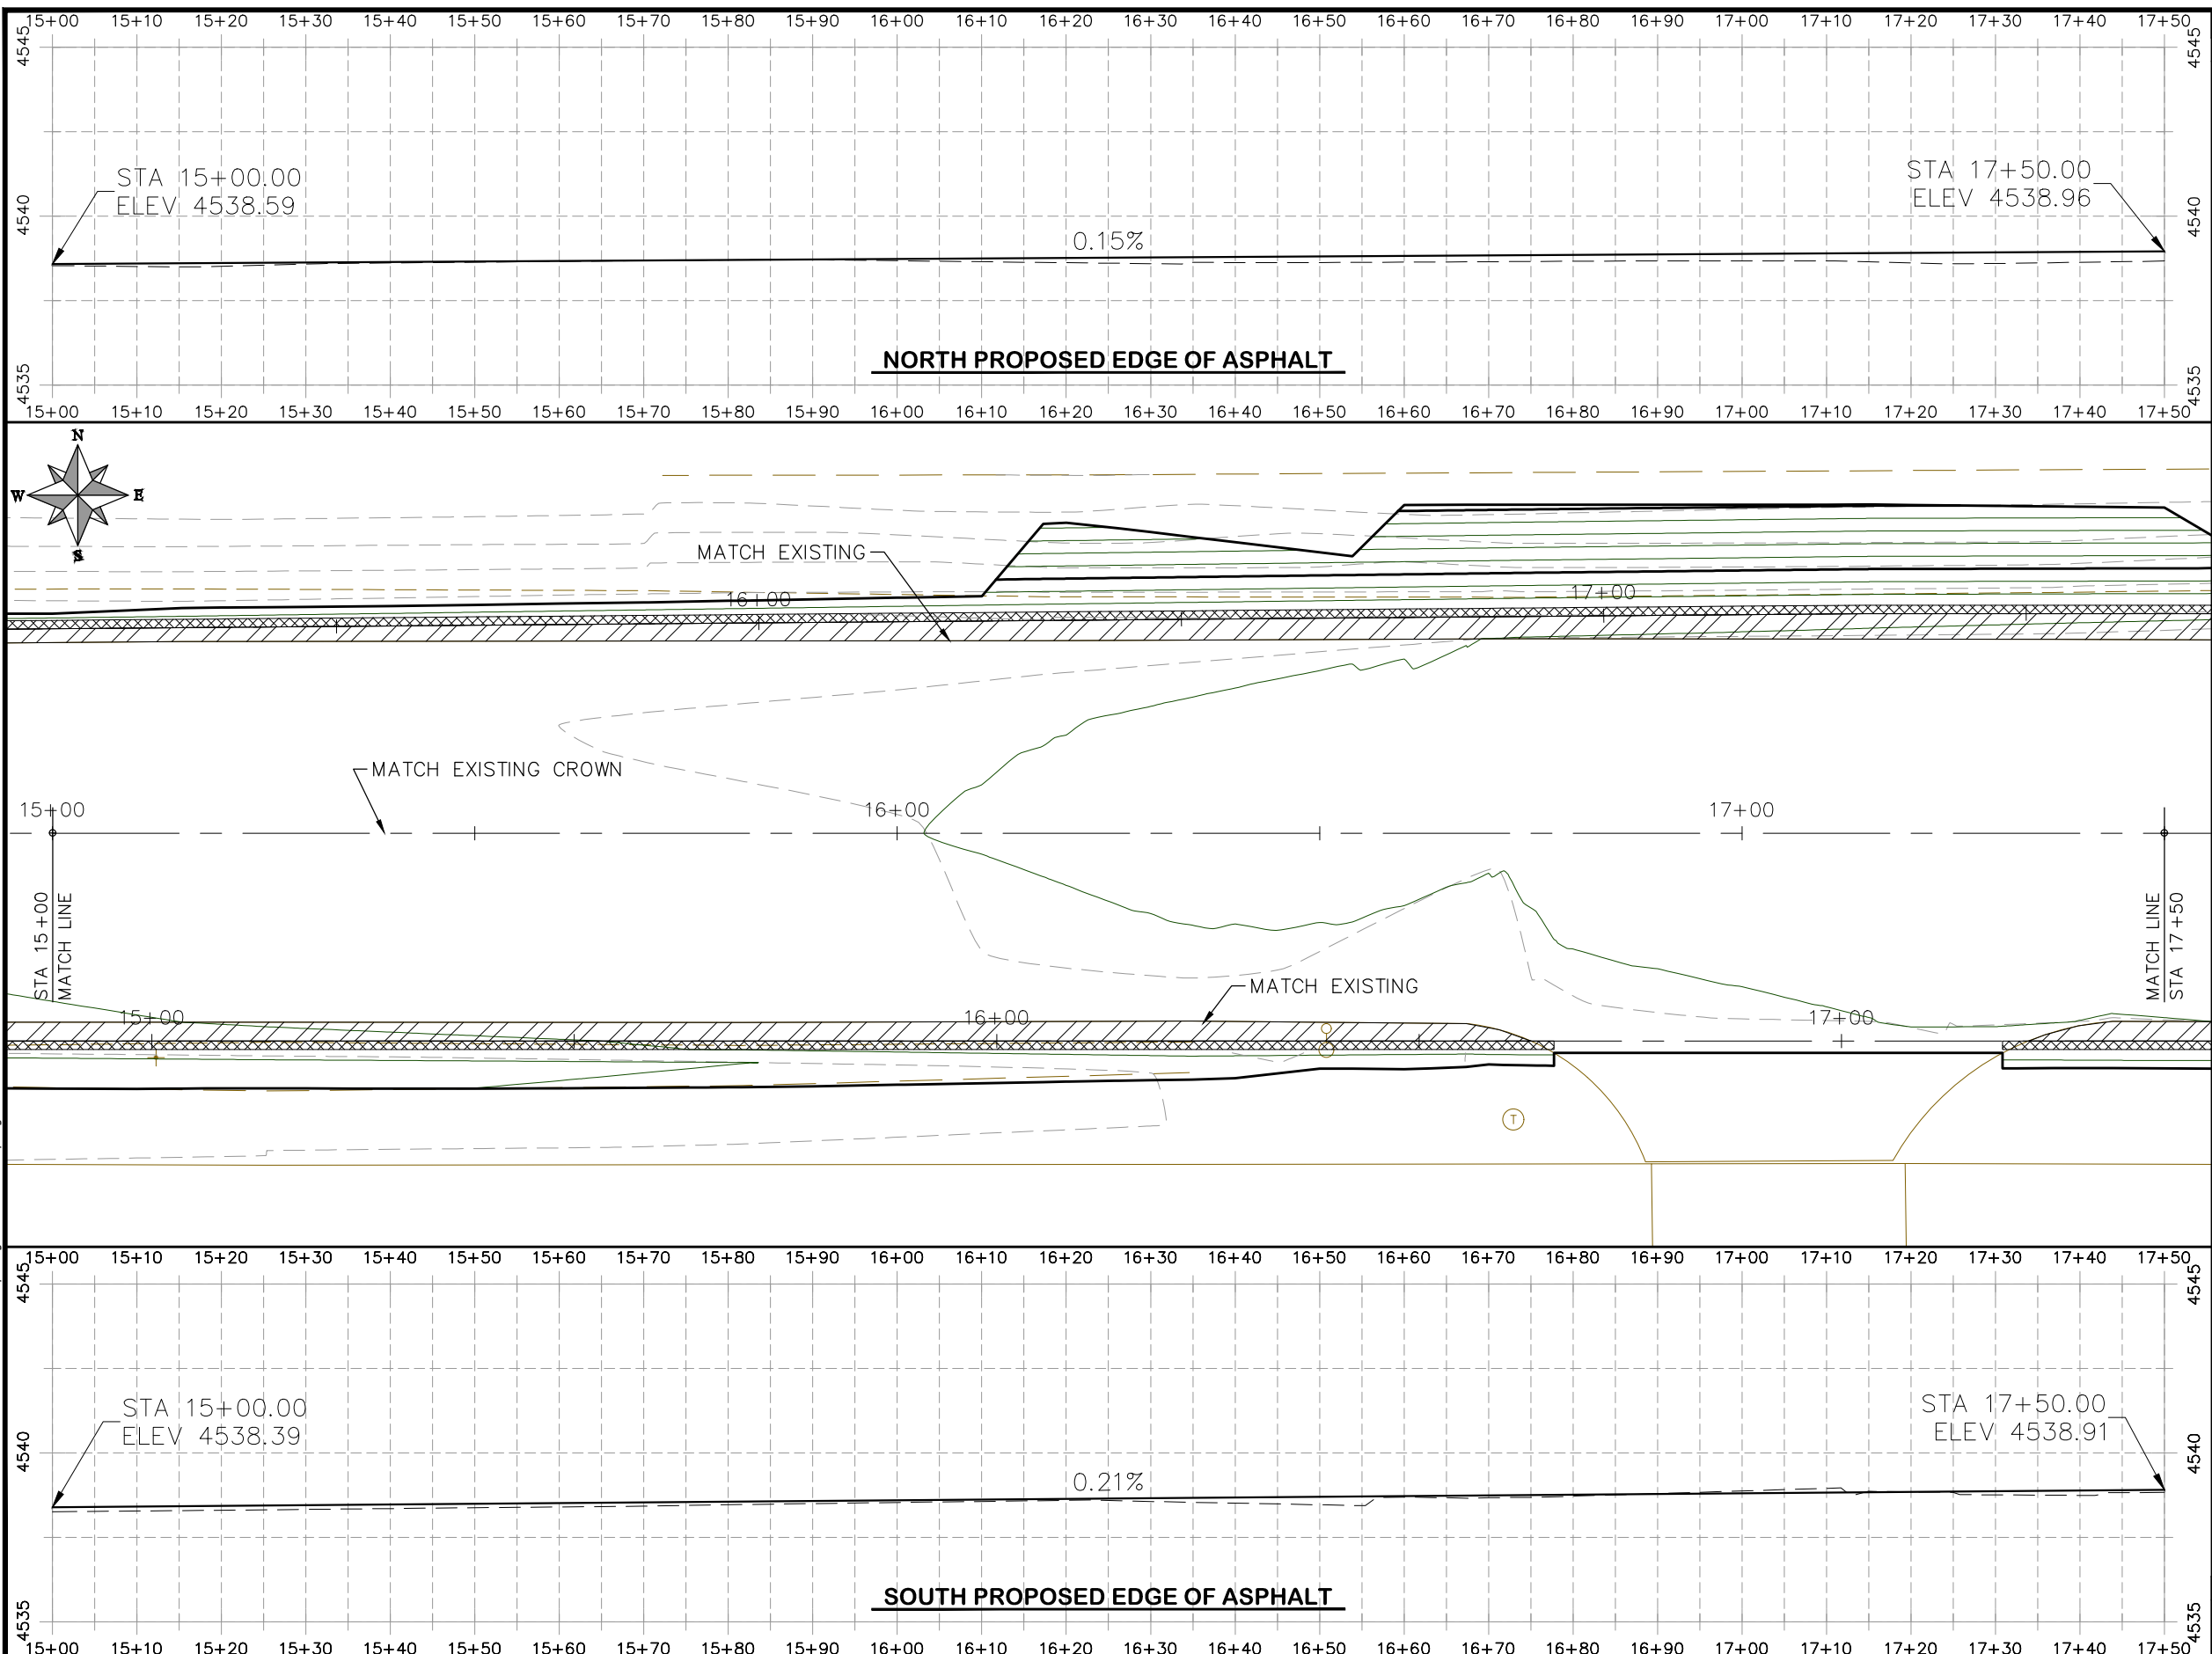 15+00 15+10 15+20 15+30 15+40 15+50 15+60 15+70 15+80 15+90 16+00 16+10 16+20 16+30 16+40 16+50 16+60 16+70 16+80 16+90 17+00 17+10 17+20 17+30 17+40 17+50
4545
4545
STA 15+00.00
ELEV 4538.59
STA 17+50.00
ELEV 4538.96
4540
4540
0.15%
NORTH PROPOSED EDGE OF ASPHALT
4535
4535
15+00 15+10 15+20 15+30 15+40 15+50 15+60 15+70 15+80 15+90 16+00 16+10 16+20 16+30 16+40 16+50 16+60 16+70 16+80 16+90 17+00 17+10 17+20 17+30 17+40 17+50
N
W
E
S
MATCH EXISTING
16+00
17+00
MATCH EXISTING CROWN
15+00
16+00
17+00
STA 15+00
MATCH LINE
MATCH LINE
STA 17+50
MATCH EXISTING
15+00
16+00
17+00
T
15+00 15+10 15+20 15+30 15+40 15+50 15+60 15+70 15+80 15+90 16+00 16+10 16+20 16+30 16+40 16+50 16+60 16+70 16+80 16+90 17+00 17+10 17+20 17+30 17+40 17+50
4545
4545
STA 15+00.00
ELEV 4538.39
STA 17+50.00
ELEV 4538.91
4540
4540
0.21%
SOUTH PROPOSED EDGE OF ASPHALT
4535
4535
15+00 15+10 15+20 15+30 15+40 15+50 15+60 15+70 15+80 15+90 16+00 16+10 16+20 16+30 16+40 16+50 16+60 16+70 16+80 16+90 17+00 17+10 17+20 17+30 17+40 17+50